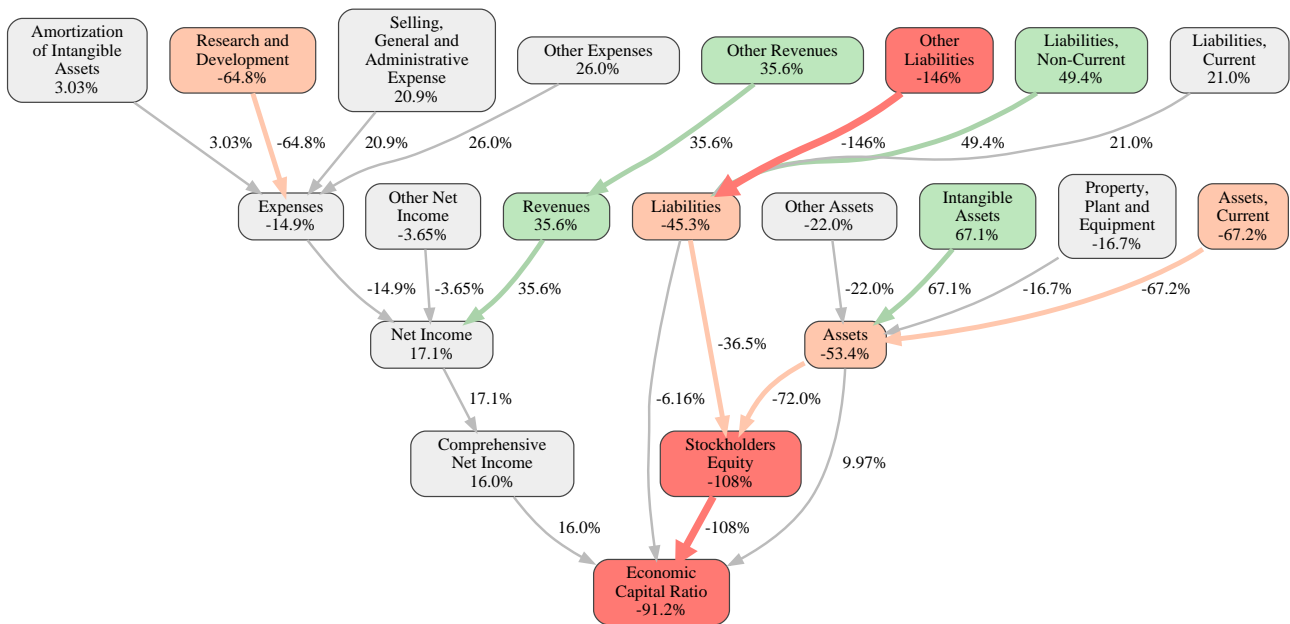 Amortization
of Intangible
Assets
3.03%
Research and
Development
-64.8%
Selling,
General and
Administrative
Expense
20.9%
Other Expenses
26.0%
Other Revenues
35.6%
Other
Liabilities
-146%
Liabilities,
Non-Current
49.4%
Liabilities,
Current
21.0%
3.03%
-64.8%
20.9%
26.0%
35.6%
-146%
49.4%
21.0%
Expenses
-14.9%
Other Net
Income
-3.65%
Revenues
35.6%
Liabilities
-45.3%
Other Assets
-22.0%
Intangible
Assets
67.1%
Property,
Plant and
Equipment
-16.7%
Assets,
Current
-67.2%
-14.9%
-3.65%
35.6%
-22.0%
67.1%
-16.7%
-67.2%
Net Income
17.1%
-36.5%
Assets
-53.4%
17.1%
-6.16%
-72.0%
Comprehensive
Net Income
16.0%
Stockholders
Equity
-108%
9.97%
16.0%
-108%
Economic
Capital Ratio
-91.2%